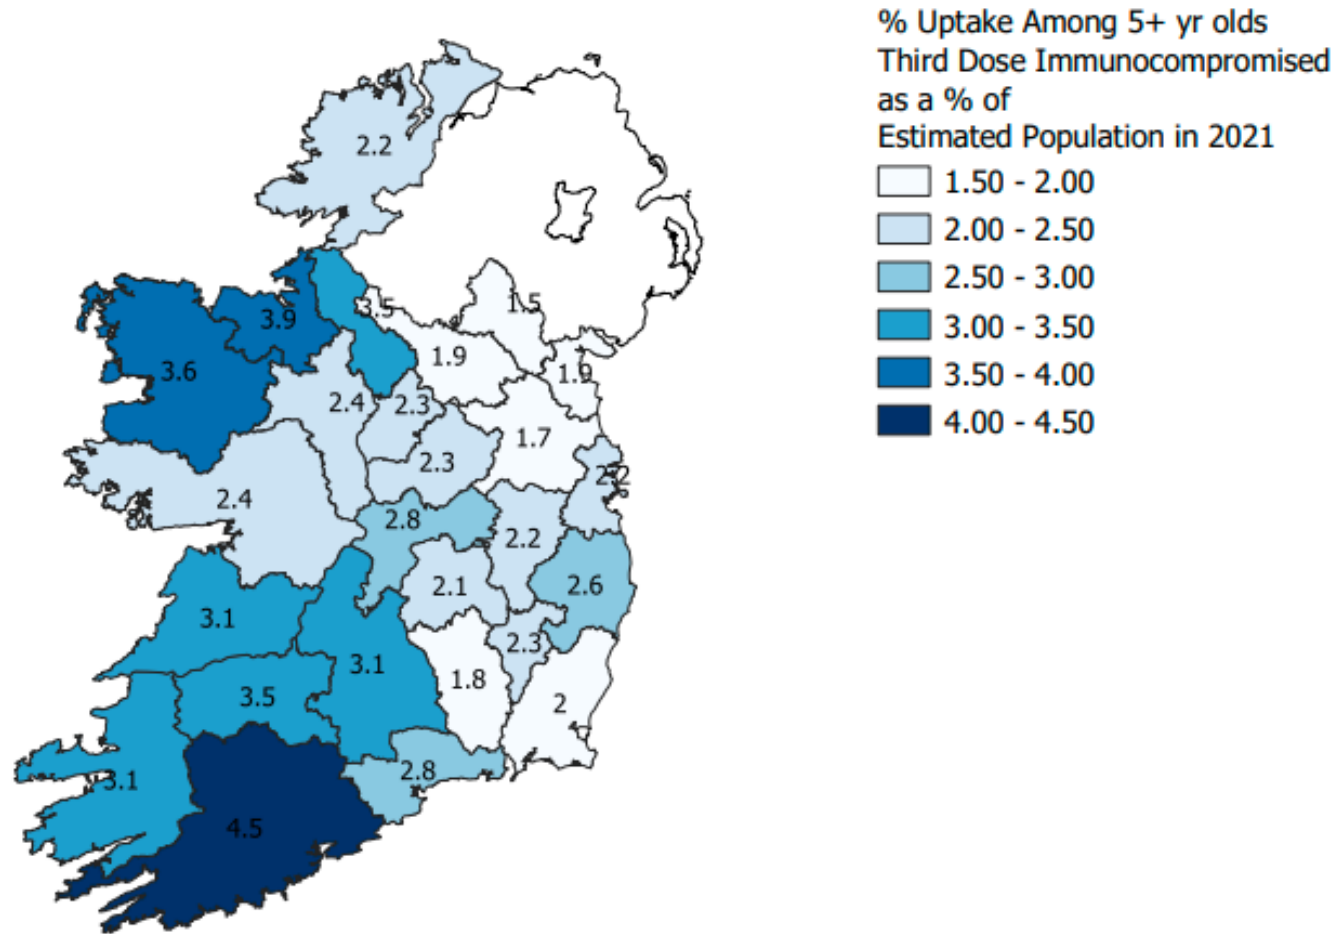 % Uptake Among 5+ yr olds
Third Dose Immunocompromised
as a % of
Estimated Population in 2021
1.50 - 2.00
2.00 - 2.50
2.50 - 3.00
3.00 - 3.50
3.50 - 4.00
4.00 - 4.50
2.2
3.5
1.5
3.9
1.9
3.6
1.9
2.4
2.3
1.7
2.3
2.2
2.4
2.8
2.2
2.1
2.6
3.1
2.3
3.1
1.8
3.5
2
2.8
3.1
4.5